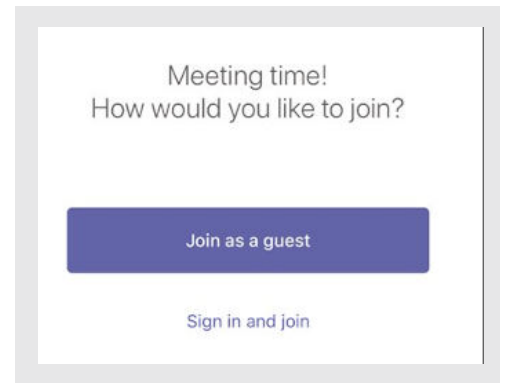 Meeting time!
How would you like to join?
Join as a guest
Sign in and join